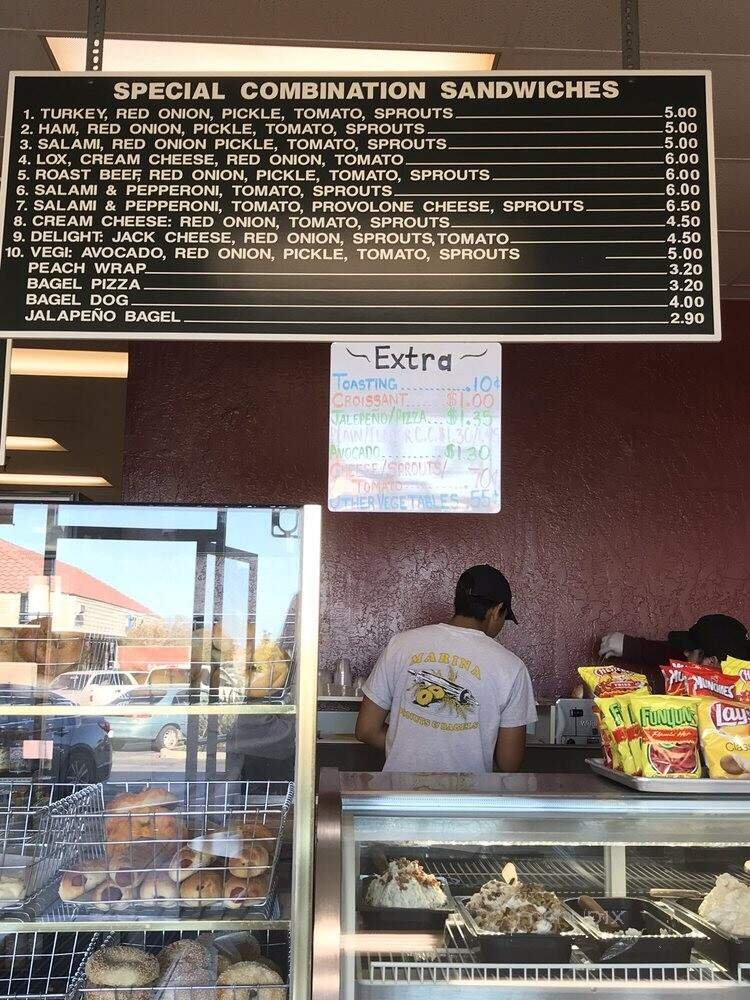 SPECIAL COMBINATION SANDWICHES
1. TURKEY, RED ONION, PICKLE, TOMATO, SPROUTS 5.00
2. HAM, RED ONION, PICKLE, TOMATO, SPROUTS 5.00
3. SALAMI, RED ONION PICKLE, TOMATO, SPROUTS 5.00
4. LOX, CREAM CHEESE, RED ONION, TOMATO 6.00
5. ROAST BEEF, RED ONION, PICKLE, TOMATO, SPROUTS 6.00
6. SALAMI & PEPPERONI, TOMATO, SPROUTS 6.00
7. SALAMI & PEPPERONI, TOMATO, PROVOLONE CHEESE, SPROUTS 6.50
8. CREAM CHEESE: RED ONION, TOMATO, SPROUTS 4.50
9. DELIGHT: JACK CHEESE, RED ONION, SPROUTS, TOMATO 4.50
10. VEGI: AVOCADO, RED ONION, PICKLE, TOMATO, SPROUTS 5.00
PEACH WRAP 3.20
BAGEL PIZZA 3.20
BAGEL DOG 4.00
JALAPEÑO BAGEL 2.90
Extra
TOASTING .10¢
CROISSANT $1.00
JALEPEÑO/PIZZA $1.35
AVOCADO $1.30
CHEESE/SPROUTS/
TOMATO 70¢
OTHER VEGETABLES 55¢
MARINA
DONUTS & BAGELS
MUNCHIES
FUNYUNS
Lay's
Classic